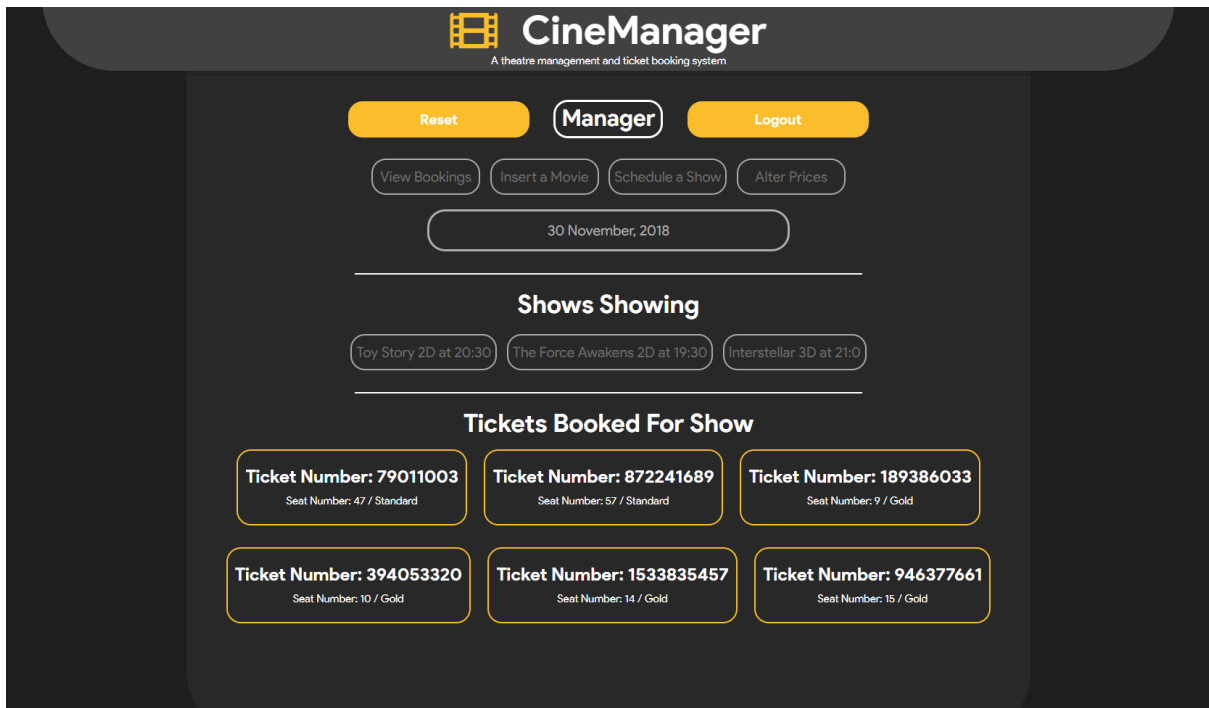 CineManager
A theatre management and ticket booking system
Reset
Manager
Logout
View Bookings
Insert a Movie
Schedule a Show
Alter Prices
30 November, 2018
Shows Showing
Toy Story 2D at 20:30
The Force Awakens 2D at 19:30
Interstellar 3D at 21:0
Tickets Booked For Show
Ticket Number: 79011003
Seat Number: 47 / Standard
Ticket Number: 872241689
Seat Number: 57 / Standard
Ticket Number: 189386033
Seat Number: 9 / Gold
Ticket Number: 394053320
Seat Number: 10 / Gold
Ticket Number: 1533835457
Seat Number: 14 / Gold
Ticket Number: 946377661
Seat Number: 15 / Gold